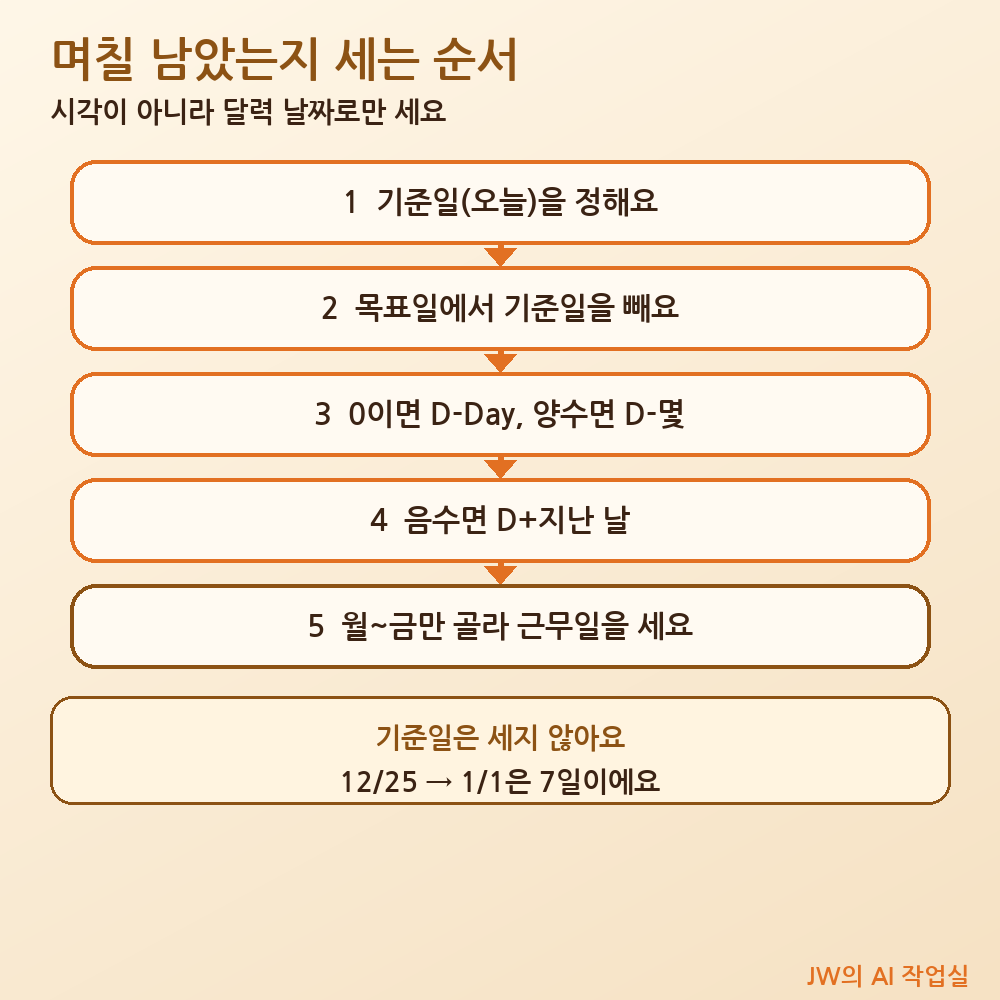 며칠 남았는지 세는 순서
시각이 아니라 달력 날짜로만 세요
1 기준일(오늘)을 정해요
2 목표일에서 기준일을 빼요
3 0이면 D-Day, 양수면 D-몇
4 음수면 D+지난 날
5 월~금만 골라 근무일을 세요
기준일은 세지 않아요
12/25 → 1/1은 7일이에요
JW의 AI 작업실